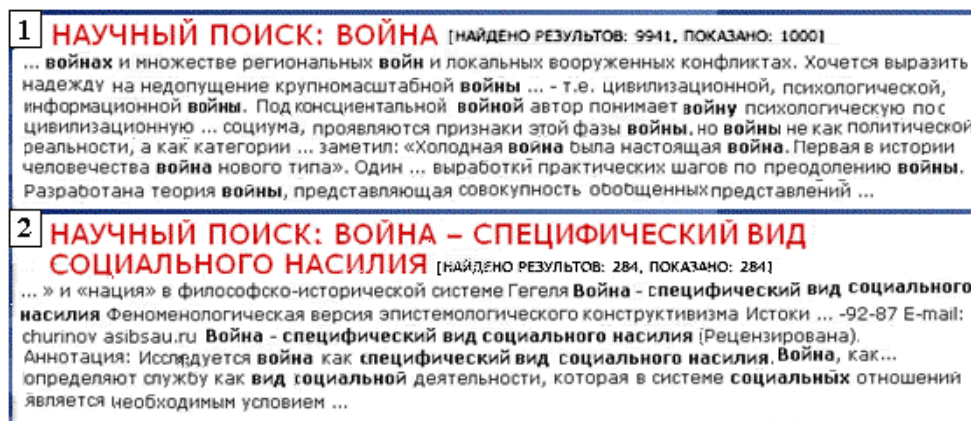 1 НАУЧНЫЙ ПОИСК: ВОЙНА [НАЙДЕНО РЕЗУЛЬТОВ: 9941, ПОКАЗАНО: 1000]
... войнах и множестве региональных войн и локальных вооруженных конфликтах. Хочется выразить
надежду на недопущение крупномасштабной войны ... - т.е. цивилизационной, психологической,
информационной войны. Под консциентальной войной автор понимает войну психологическую по с
цивилизационную ... социума, проявляются признаки этой фазы войны, но войны не как политической
реальности, а как категории ... заметил: «Холодная война была настоящая война. Первая в истории
человечества война нового типа». Один ... выработки практических шагов по преодолению войны.
Разработана теория войны, представляющая совокупность обобщенных представлений ...
2 НАУЧНЫЙ ПОИСК: ВОЙНА – СПЕЦИФИЧЕСКИЙ ВИД
СОЦИАЛЬНОГО НАСИЛИЯ [НАЙДЕНО РЕЗУЛЬТОВ: 284, ПОКАЗАНО: 284]
... » и «нация» в философско-исторической системе Гегеля Война - специфический вид социального
насилия Феноменологическая версия эпистемологического конструктивизма Истоки ... -92-87 E-mail:
churinov asibsau.ru Война - специфический вид социального насилия (Рецензирована).
Аннотация: Исследуется война как специфический вид социального насилия. Война, как...
определяют службу как вид социальной деятельности, которая в системе социальных отношений
является необходимым условием ...